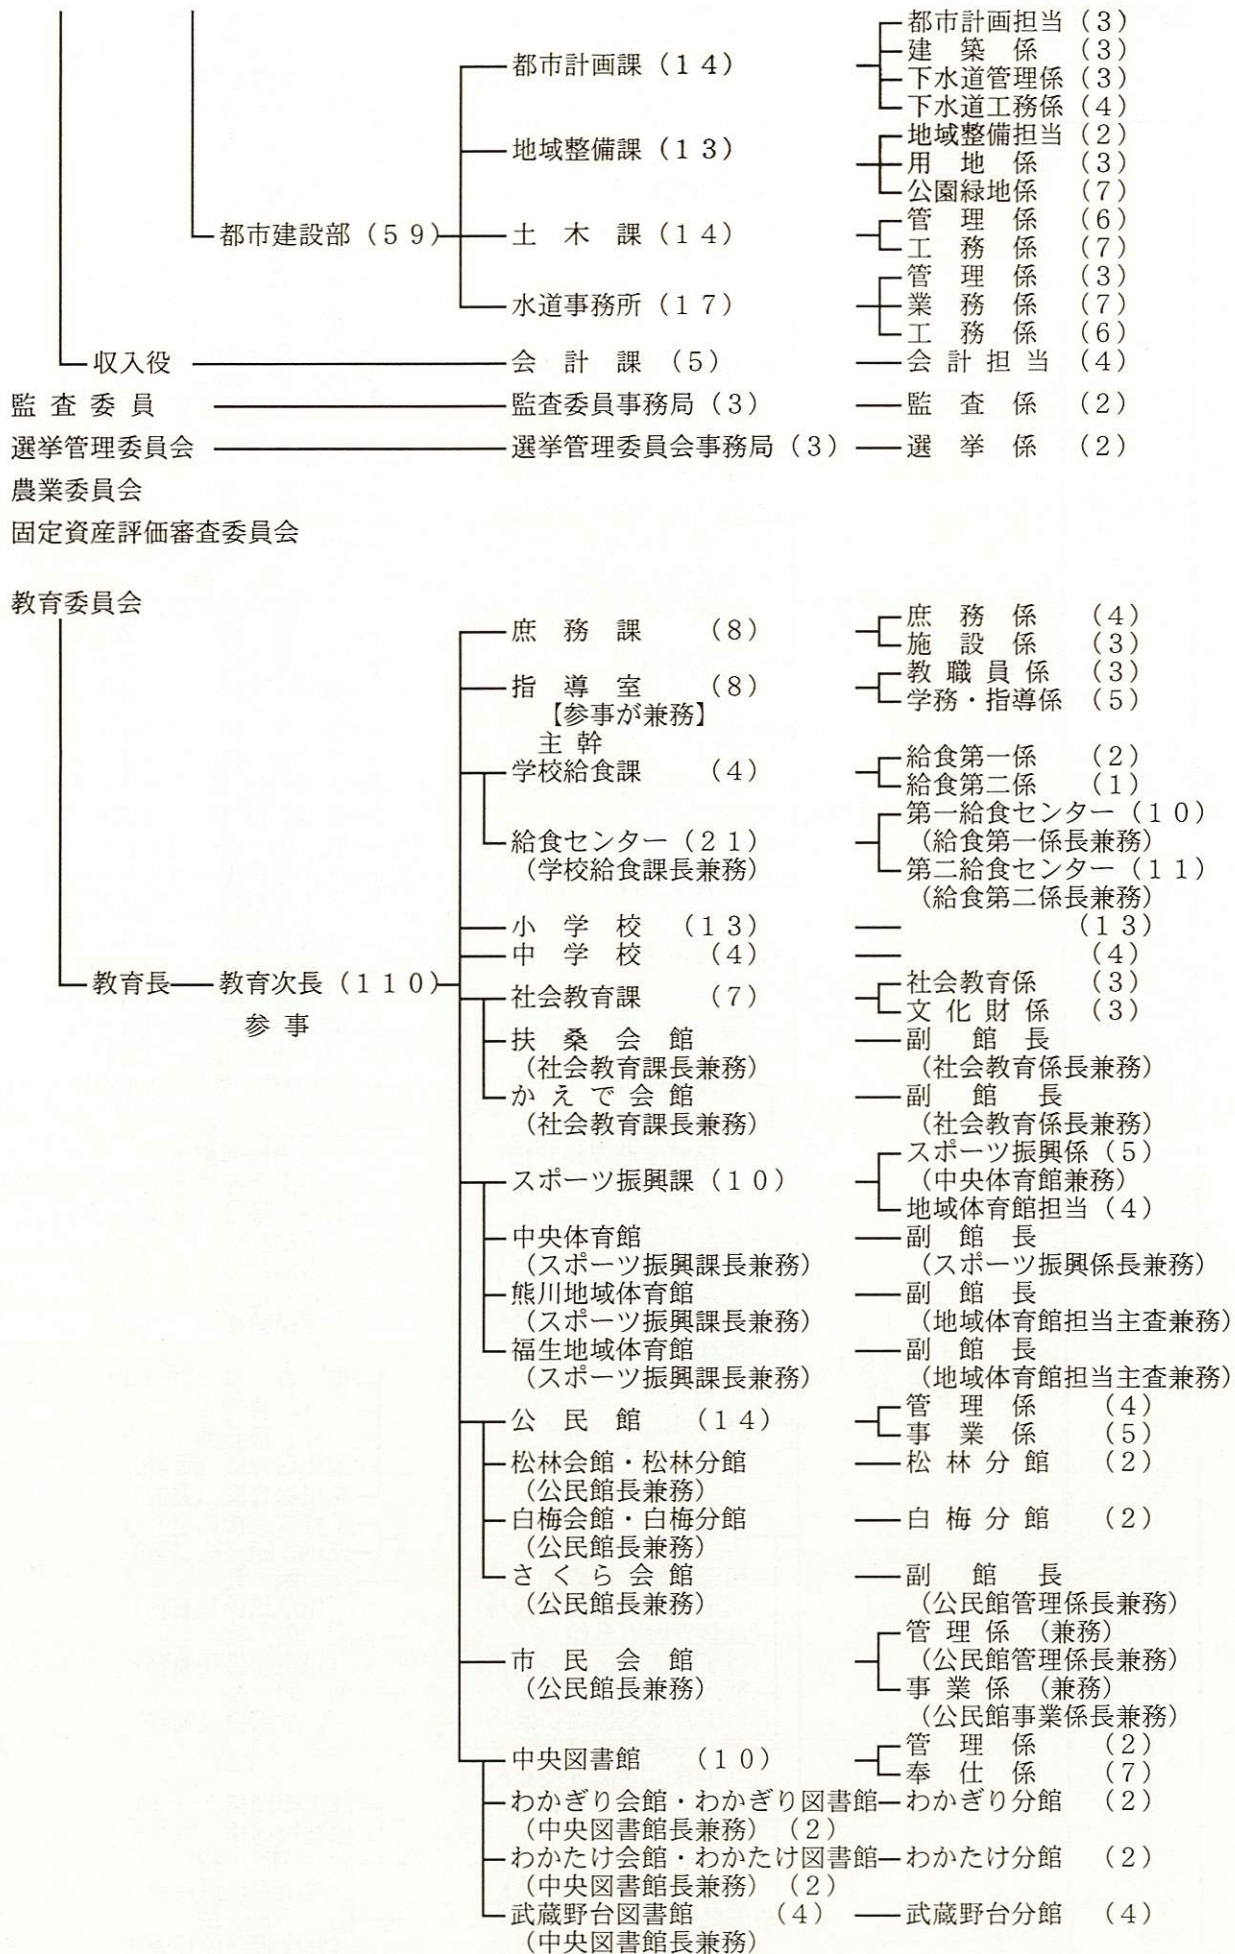 都市計画担当（３）
都市計画課（１４）
建築係（３）
下水道管理係（３）
下水道工務係（４）
地域整備課（１３）
地域整備担当（２）
用地係（３）
公園緑地係（７）
都市建設部（５９）
土木課（１４）
管理係（６）
工務係（７）
水道事務所（１７）
管理係（３）
業務係（７）
工務係（６）
収入役 会計課（５） 会計担当（４）
監査委員 監査委員事務局（３） 監査係（２）
選挙管理委員会 選挙管理委員会事務局（３） 選挙係（２）
農業委員会
固定資産評価審査委員会
教育委員会
庶務課（８）
庶務係（４）
施設係（３）
指導室（８）
【参事が兼務】
主幹
教職員係（３）
学務・指導係（５）
学校給食課（４）
給食第一係（２）
給食第二係（１）
給食センター（２１）
（学校給食課長兼務）
第一給食センター（１０）
（給食第一係長兼務）
第二給食センター（１１）
（給食第二係長兼務）
小学校（１３） （１３）
中学校（４） （４）
教育長 教育次長（１１０）
参事
社会教育課（７）
社会教育係（３）
文化財係（３）
扶桑会館 副館長
（社会教育課長兼務） （社会教育係長兼務）
かえで会館 副館長
（社会教育課長兼務） （社会教育係長兼務）
スポーツ振興課（１０）
スポーツ振興係（５）
（中央体育館兼務）
地域体育館担当（４）
中央体育館 副館長
（スポーツ振興課長兼務） （スポーツ振興係長兼務）
熊川地域体育館 副館長
（スポーツ振興課長兼務） （地域体育館担当主査兼務）
福生地域体育館 副館長
（スポーツ振興課長兼務） （地域体育館担当主査兼務）
公民館（１４）
管理係（４）
事業係（５）
松林会館・松林分館 松林分館（２）
（公民館長兼務）
白梅会館・白梅分館 白梅分館（２）
（公民館長兼務）
さくら会館 副館長
（公民館長兼務） （公民館管理係長兼務）
市民会館
（公民館長兼務）
管理係（兼務）
（公民館管理係長兼務）
事業係（兼務）
（公民館事業係長兼務）
中央図書館（１０）
管理係（２）
奉仕係（７）
わかぎり会館・わかぎり図書館 わかぎり分館（２）
（中央図書館長兼務）（２）
わかたけ会館・わかたけ図書館 わかたけ分館（２）
（中央図書館長兼務）（２）
武蔵野台図書館（４） 武蔵野台分館（４）
（中央図書館長兼務）